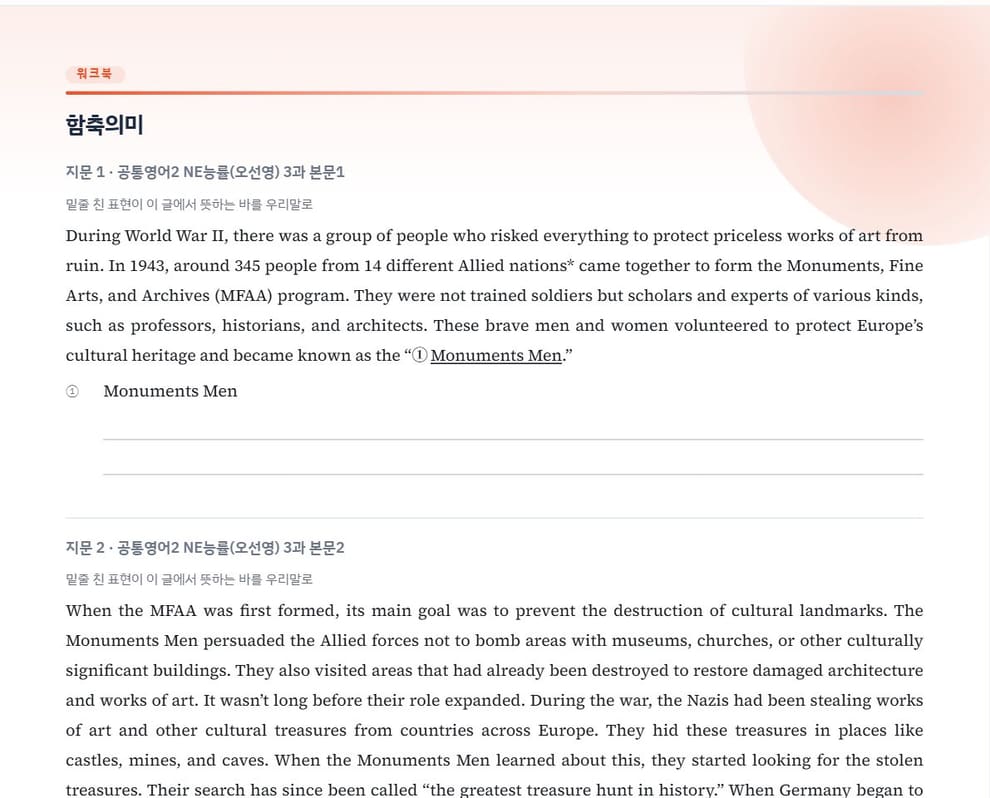 워크북
함축의미
지문 1 · 공통영어2 NE능률(오선영) 3과 본문1
밑줄 친 표현이 이 글에서 뜻하는 바를 우리말로
During World War II, there was a group of people who risked everything to protect priceless works of art from
ruin. In 1943, around 345 people from 14 different Allied nations* came together to form the Monuments, Fine
Arts, and Archives (MFAA) program. They were not trained soldiers but scholars and experts of various kinds,
such as professors, historians, and architects. These brave men and women volunteered to protect Europe’s
cultural heritage and became known as the “① Monuments Men.”
① Monuments Men
지문 2 · 공통영어2 NE능률(오선영) 3과 본문2
밑줄 친 표현이 이 글에서 뜻하는 바를 우리말로
When the MFAA was first formed, its main goal was to prevent the destruction of cultural landmarks. The
Monuments Men persuaded the Allied forces not to bomb areas with museums, churches, or other culturally
significant buildings. They also visited areas that had already been destroyed to restore damaged architecture
and works of art. It wasn’t long before their role expanded. During the war, the Nazis had been stealing works
of art and other cultural treasures from countries across Europe. They hid these treasures in places like
castles, mines, and caves. When the Monuments Men learned about this, they started looking for the stolen
treasures. Their search has since been called “the greatest treasure hunt in history.” When Germany began to